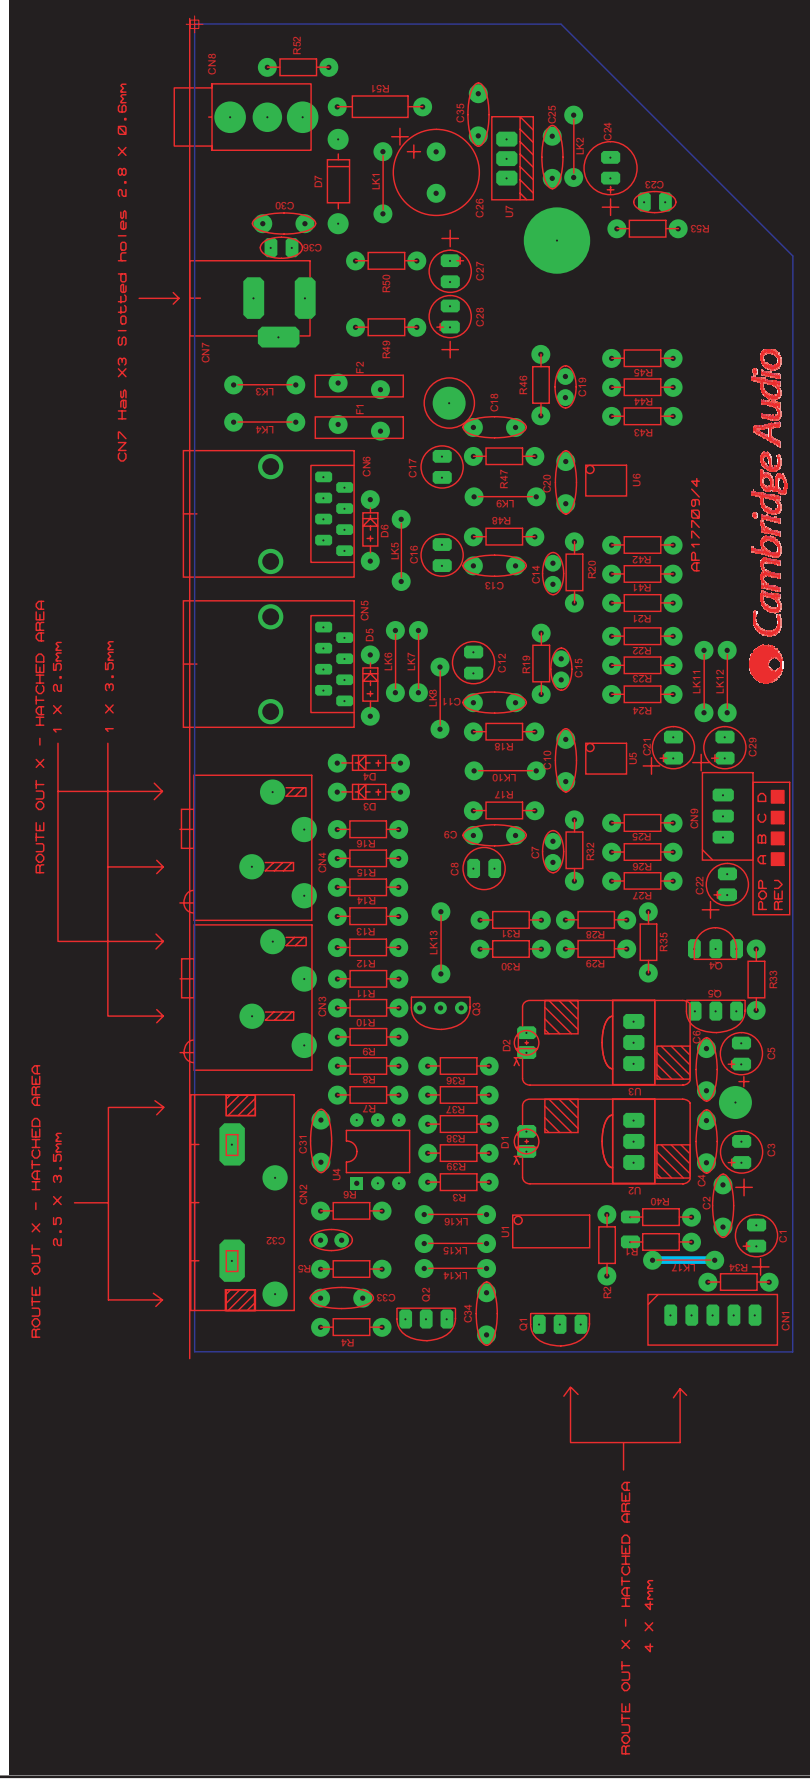 CN7 Has X3 Slotted holes 2.8 X 0.6mm
ROUTE OUT X - HATCHED AREA
1 X 2.5mm
1 X 3.5mm
ROUTE OUT X - HATCHED AREA
2.5 X 3.5mm
ROUTE OUT X - HATCHED AREA
4 X 4mm
Cambridge Audio
AP17709/4
POP
REV
A B C D
CN8
R52
R51
D7
LK1
C26
C35
U7
C25
LK2
C24
C23
R53
C30
C36
CN7
R50
R49
C27
C28
LK3
LK4
F2
F1
C18
R46
C19
R45
R44
R43
CN6
D6
LK5
C17
R47
LK9
C20
U6
C16
R48
C13
C14
R20
R42
R41
R21
CN5
D5
LK6
LK7
LK8
C12
C11
R18
R19
C15
R22
R23
R24
LK11
LK12
D4
D3
LK10
C10
U5
C21
C29
CN4
R16
R15
R14
R13
R17
C9
C8
C7
R32
R25
R26
R27
CN9
C22
CN3
R12
R11
R10
R9
R8
R7
LK13
Q3
R31
R30
R28
R29
R35
Q4
Q5
R33
D2
U3
C6
C5
R36
R37
R38
R39
R3
D1
U2
C4
C3
CN2
C31
U4
R6
C32
R5
C33
R4
LK16
LK15
LK14
Q2
C34
U1
R2
R1
R40
LK17
C2
C1
R34
Q1
CN1